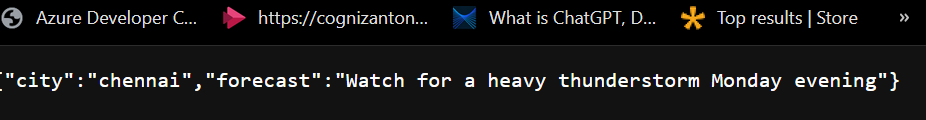 Azure Developer C... https://cognizanton... What is ChatGPT, D... Top results | Store »
{"city":"chennai","forecast":"Watch for a heavy thunderstorm Monday evening"}